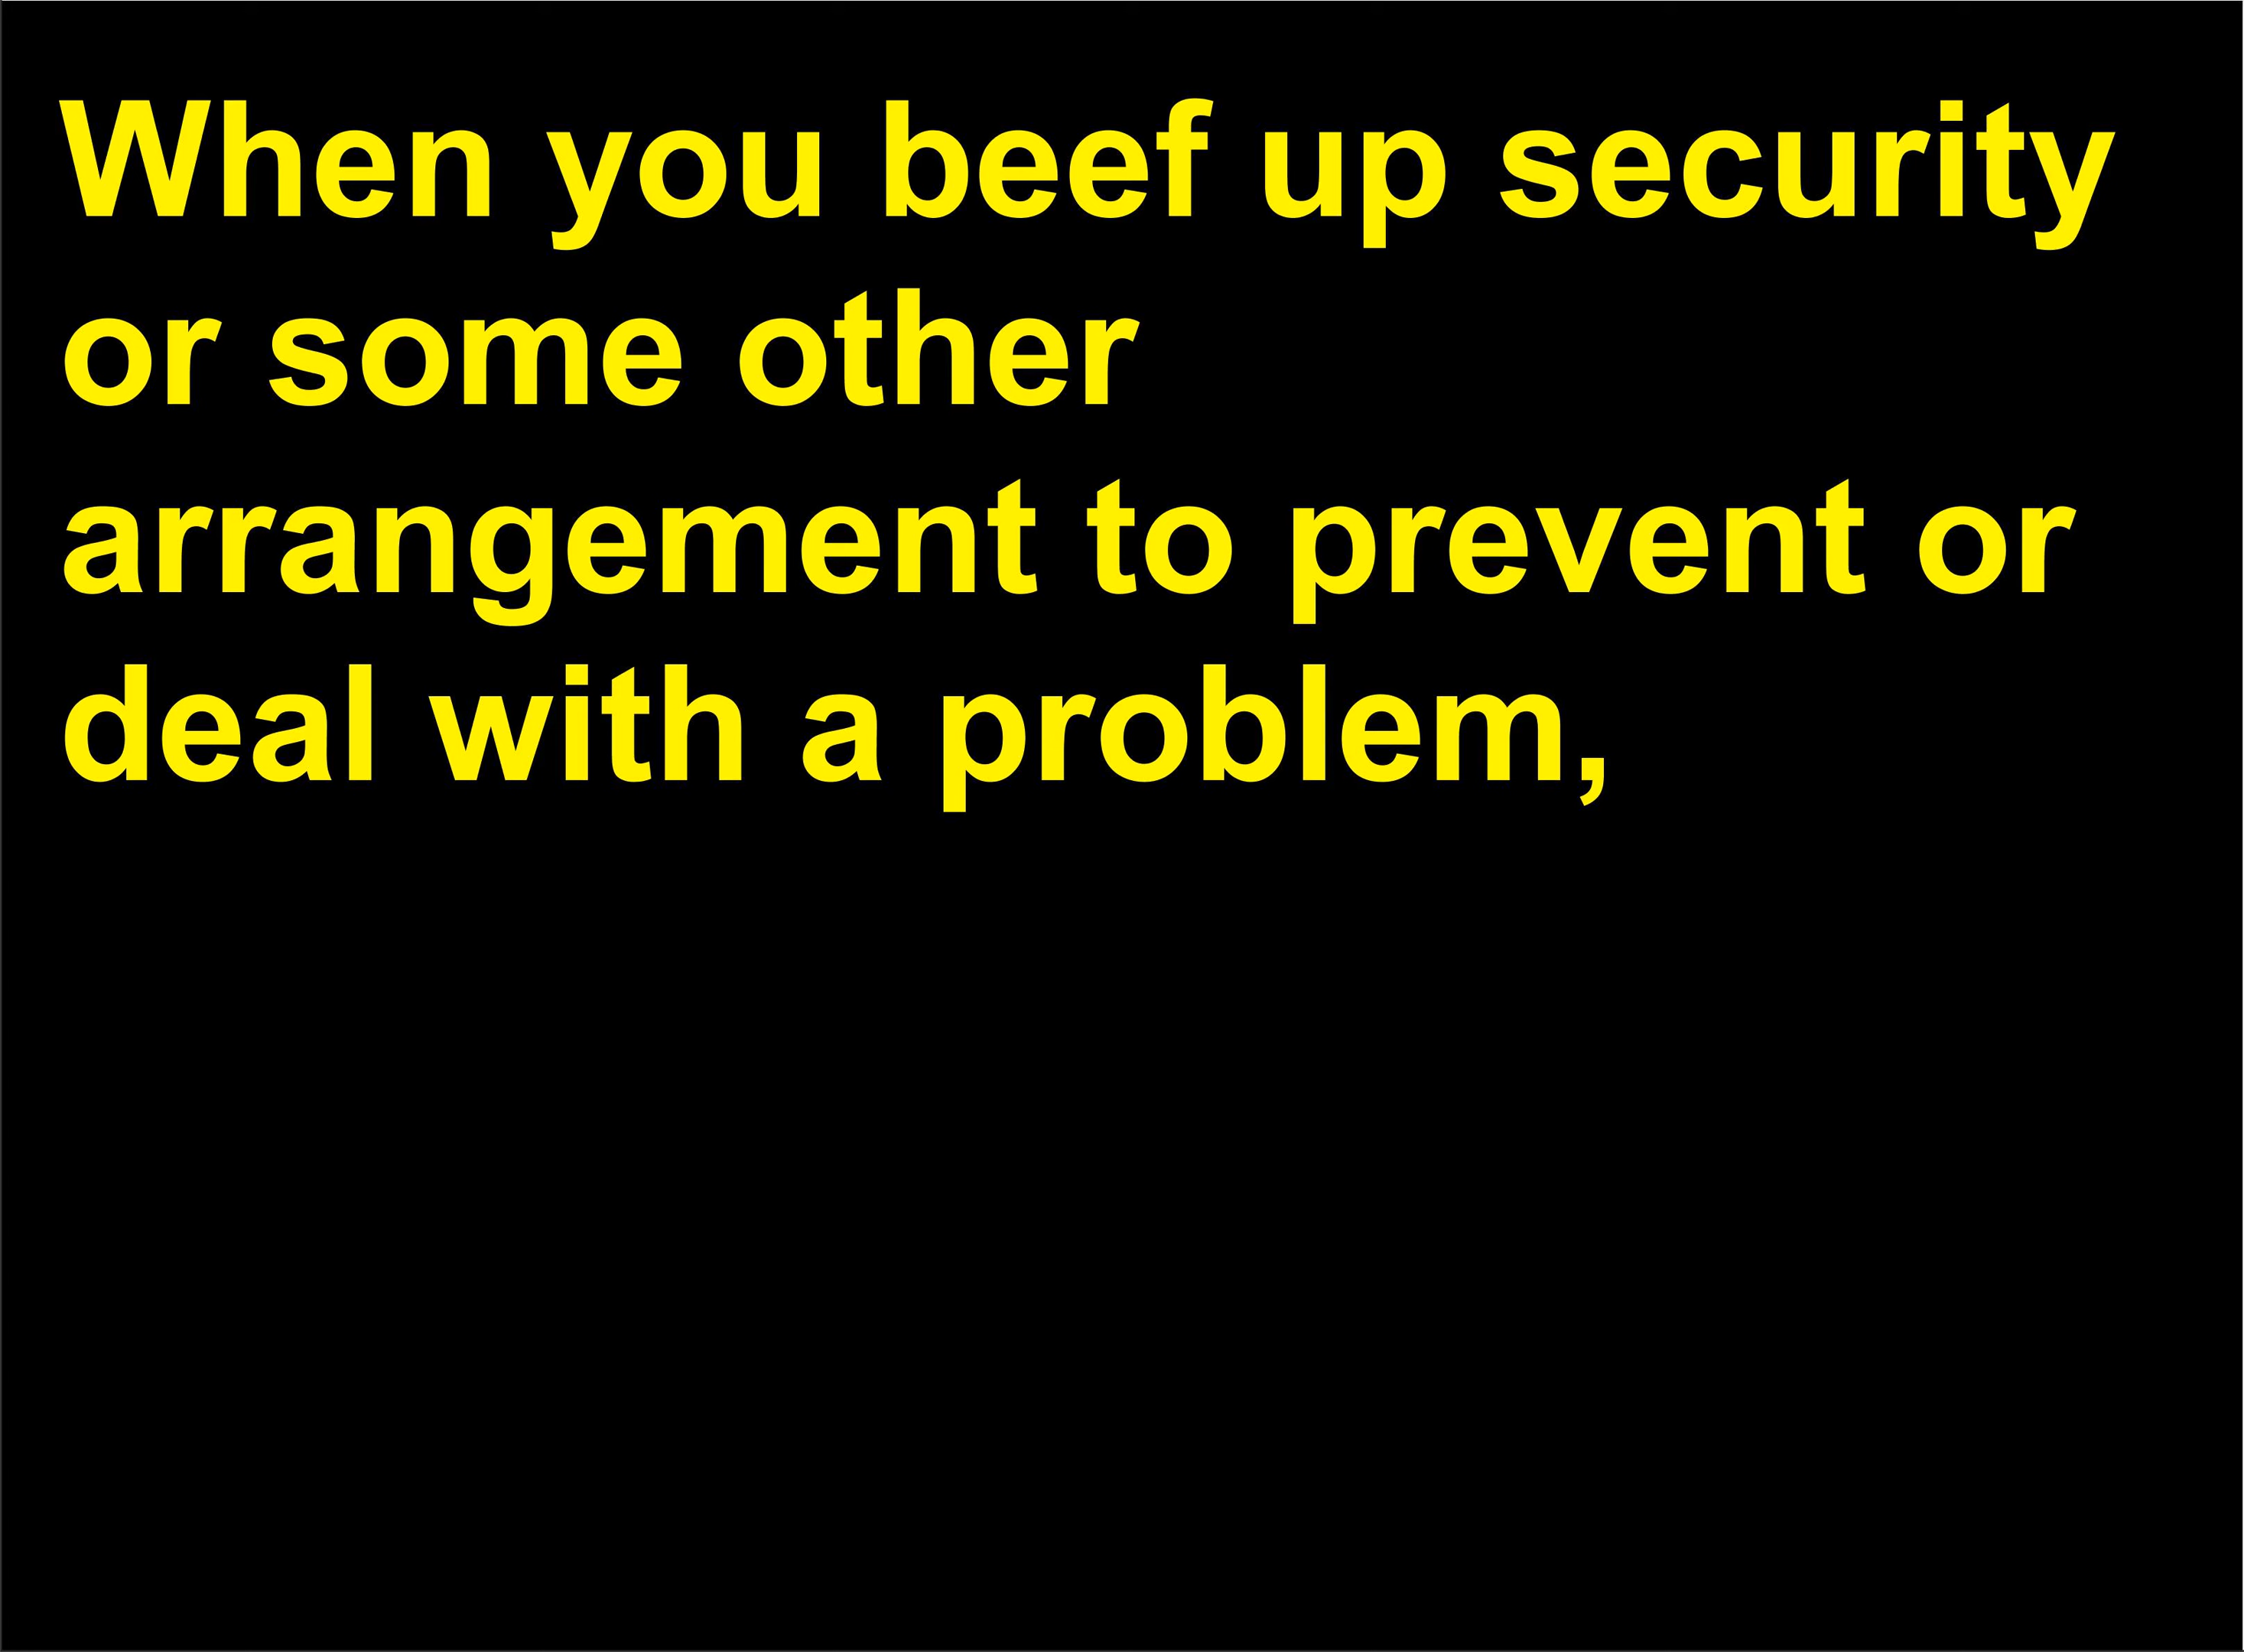 When you beef up security
or some other
arrangement to prevent or
deal with a problem,